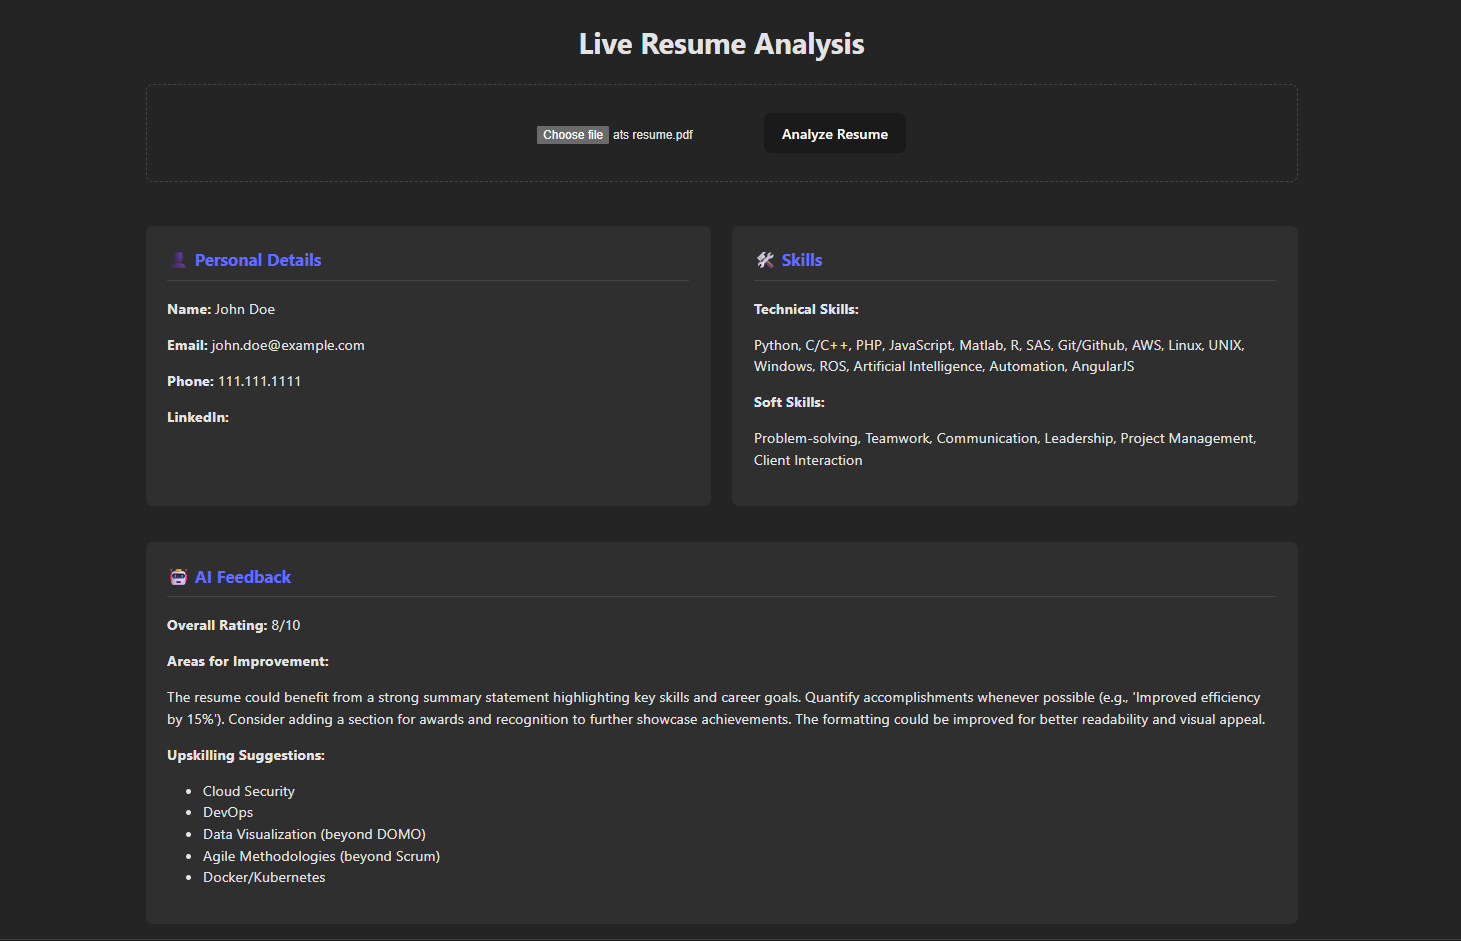 Live Resume Analysis
Choose file ats resume.pdf
Analyze Resume
Personal Details
Name: John Doe
Email: john.doe@example.com
Phone: 111.111.1111
LinkedIn:
Skills
Technical Skills:
Python, C/C++, PHP, JavaScript, Matlab, R, SAS, Git/Github, AWS, Linux, UNIX,
Windows, ROS, Artificial Intelligence, Automation, AngularJS
Soft Skills:
Problem-solving, Teamwork, Communication, Leadership, Project Management,
Client Interaction
AI Feedback
Overall Rating: 8/10
Areas for Improvement:
The resume could benefit from a strong summary statement highlighting key skills and career goals. Quantify accomplishments whenever possible (e.g., 'Improved efficiency
by 15%'). Consider adding a section for awards and recognition to further showcase achievements. The formatting could be improved for better readability and visual appeal.
Upskilling Suggestions:
• Cloud Security
• DevOps
• Data Visualization (beyond DOMO)
• Agile Methodologies (beyond Scrum)
• Docker/Kubernetes